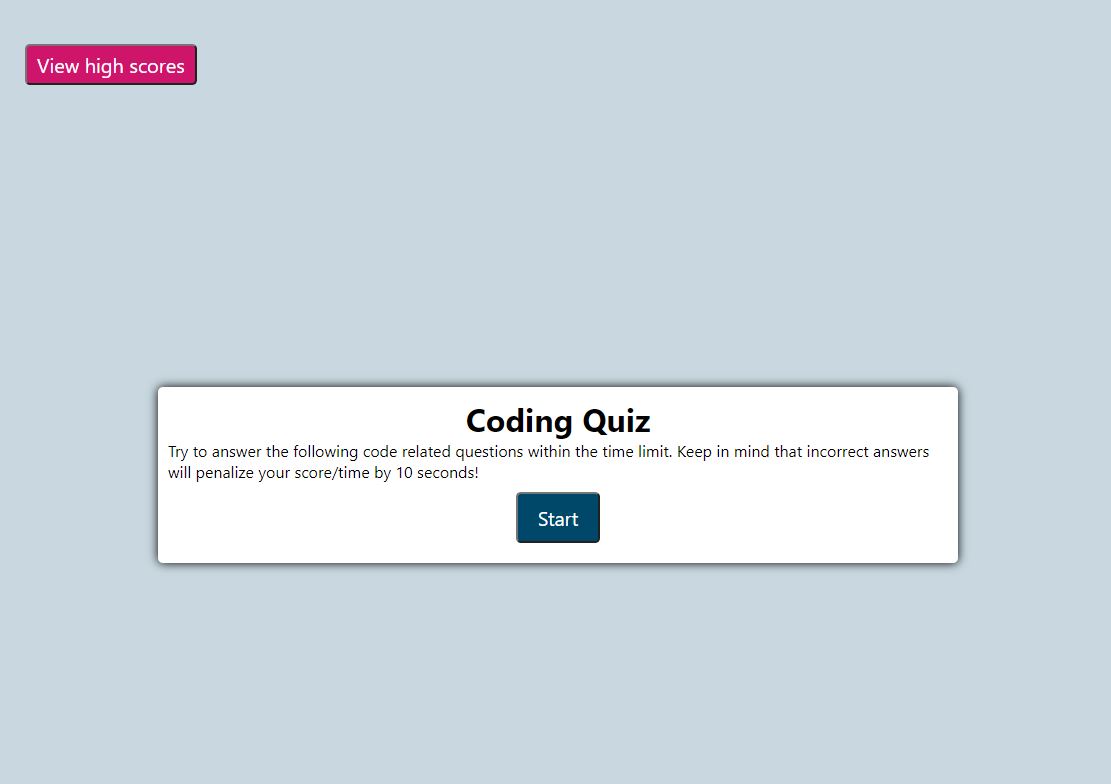 View high scores
Coding Quiz
Try to answer the following code related questions within the time limit. Keep in mind that incorrect answers
will penalize your score/time by 10 seconds!
Start